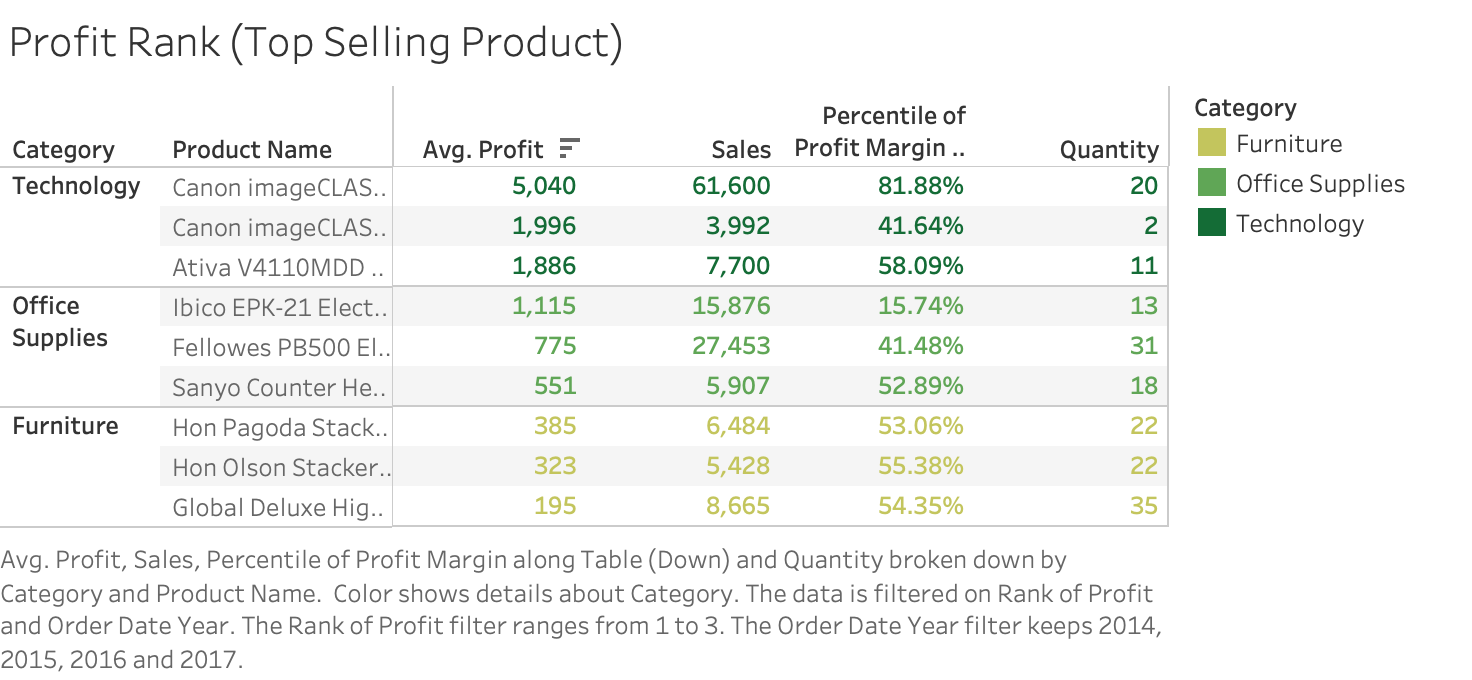 Profit Rank (Top Selling Product)
Percentile of
Category Product Name Avg. Profit Sales Profit Margin .. Quantity
Technology Canon imageCLAS.. 5,040 61,600 81.88% 20
Canon imageCLAS.. 1,996 3,992 41.64% 2
Ativa V4110MDD .. 1,886 7,700 58.09% 11
Office Ibico EPK-21 Elect.. 1,115 15,876 15.74% 13
Supplies
Fellowes PB500 El.. 775 27,453 41.48% 31
Sanyo Counter He.. 551 5,907 52.89% 18
Furniture Hon Pagoda Stack.. 385 6,484 53.06% 22
Hon Olson Stacker.. 323 5,428 55.38% 22
Global Deluxe Hig.. 195 8,665 54.35% 35
Category
Furniture
Office Supplies
Technology
Avg. Profit, Sales, Percentile of Profit Margin along Table (Down) and Quantity broken down by
Category and Product Name.  Color shows details about Category. The data is filtered on Rank of Profit
and Order Date Year. The Rank of Profit filter ranges from 1 to 3. The Order Date Year filter keeps 2014,
2015, 2016 and 2017.